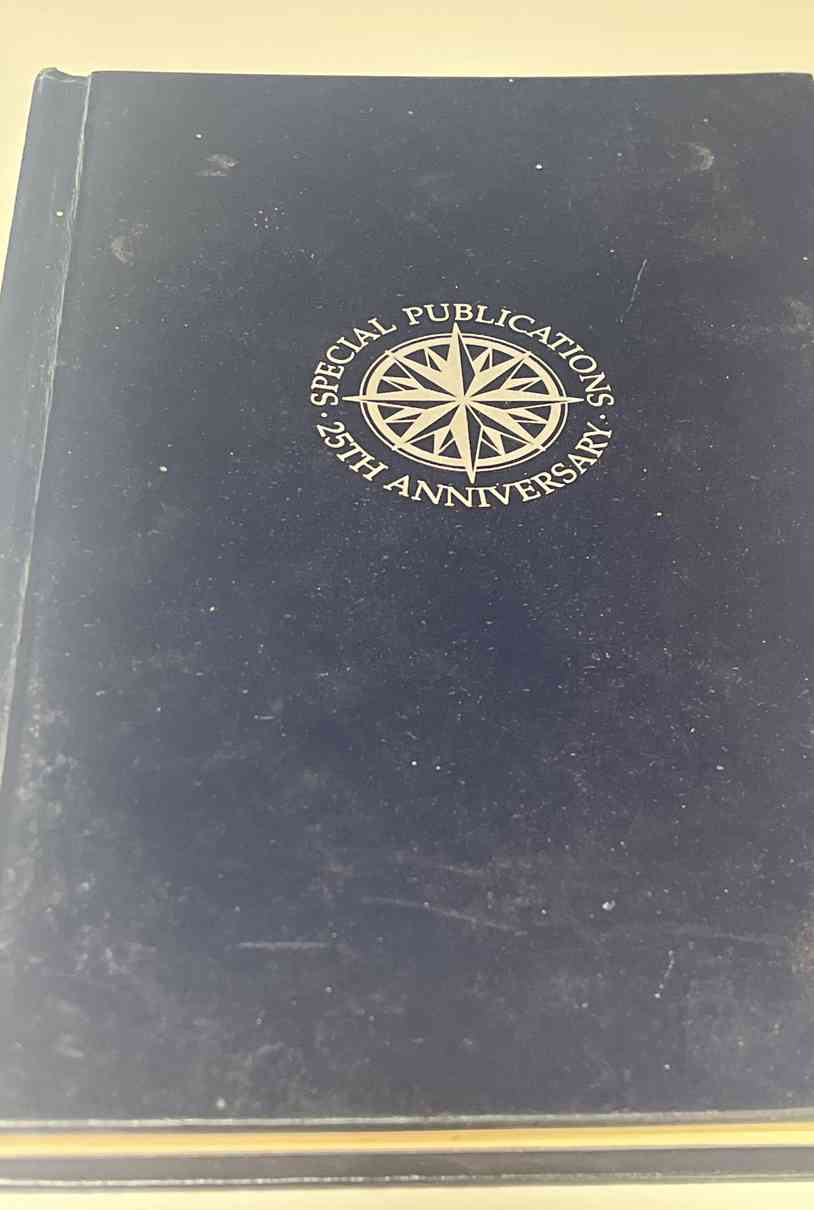 · SPECIAL PUBLICATIONS ·
25TH ANNIVERSARY